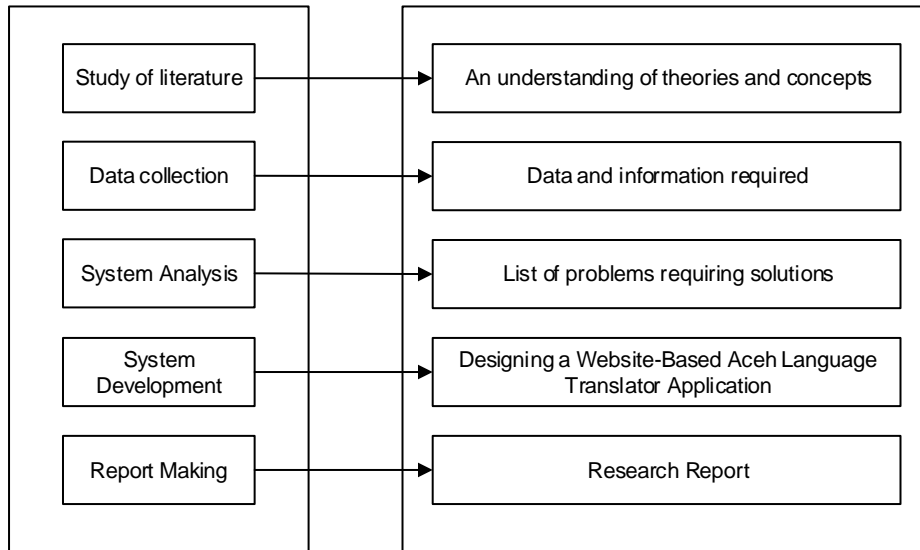 Study of literature
An understanding of theories and concepts
Data collection
Data and information required
System Analysis
List of problems requiring solutions
System
Development
Designing a Website-Based Aceh Language
Translator Application
Report Making
Research Report